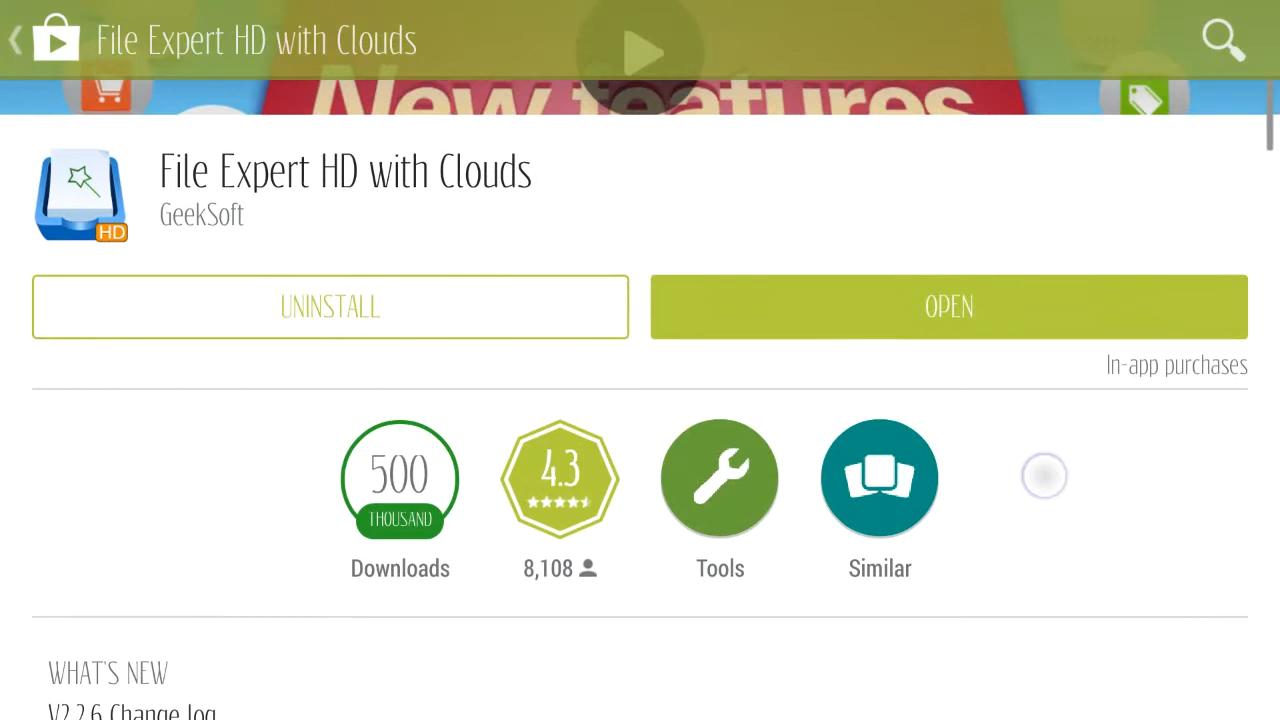 File Expert HD with Clouds
New features
File Expert HD with Clouds
GeekSoft
HD
UNINSTALL
OPEN
In-app purchases
500
THOUSAND
4.3
Downloads
8,108
Tools
Similar
WHAT'S NEW
V2.2.6 Change log